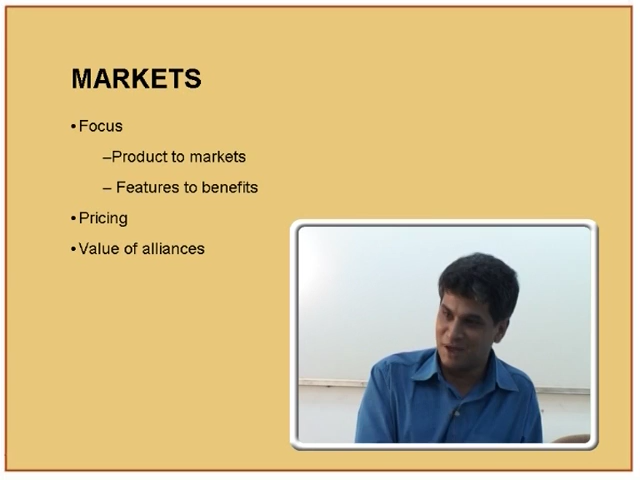 MARKETS
• Focus
–Product to markets
– Features to benefits
• Pricing
• Value of alliances